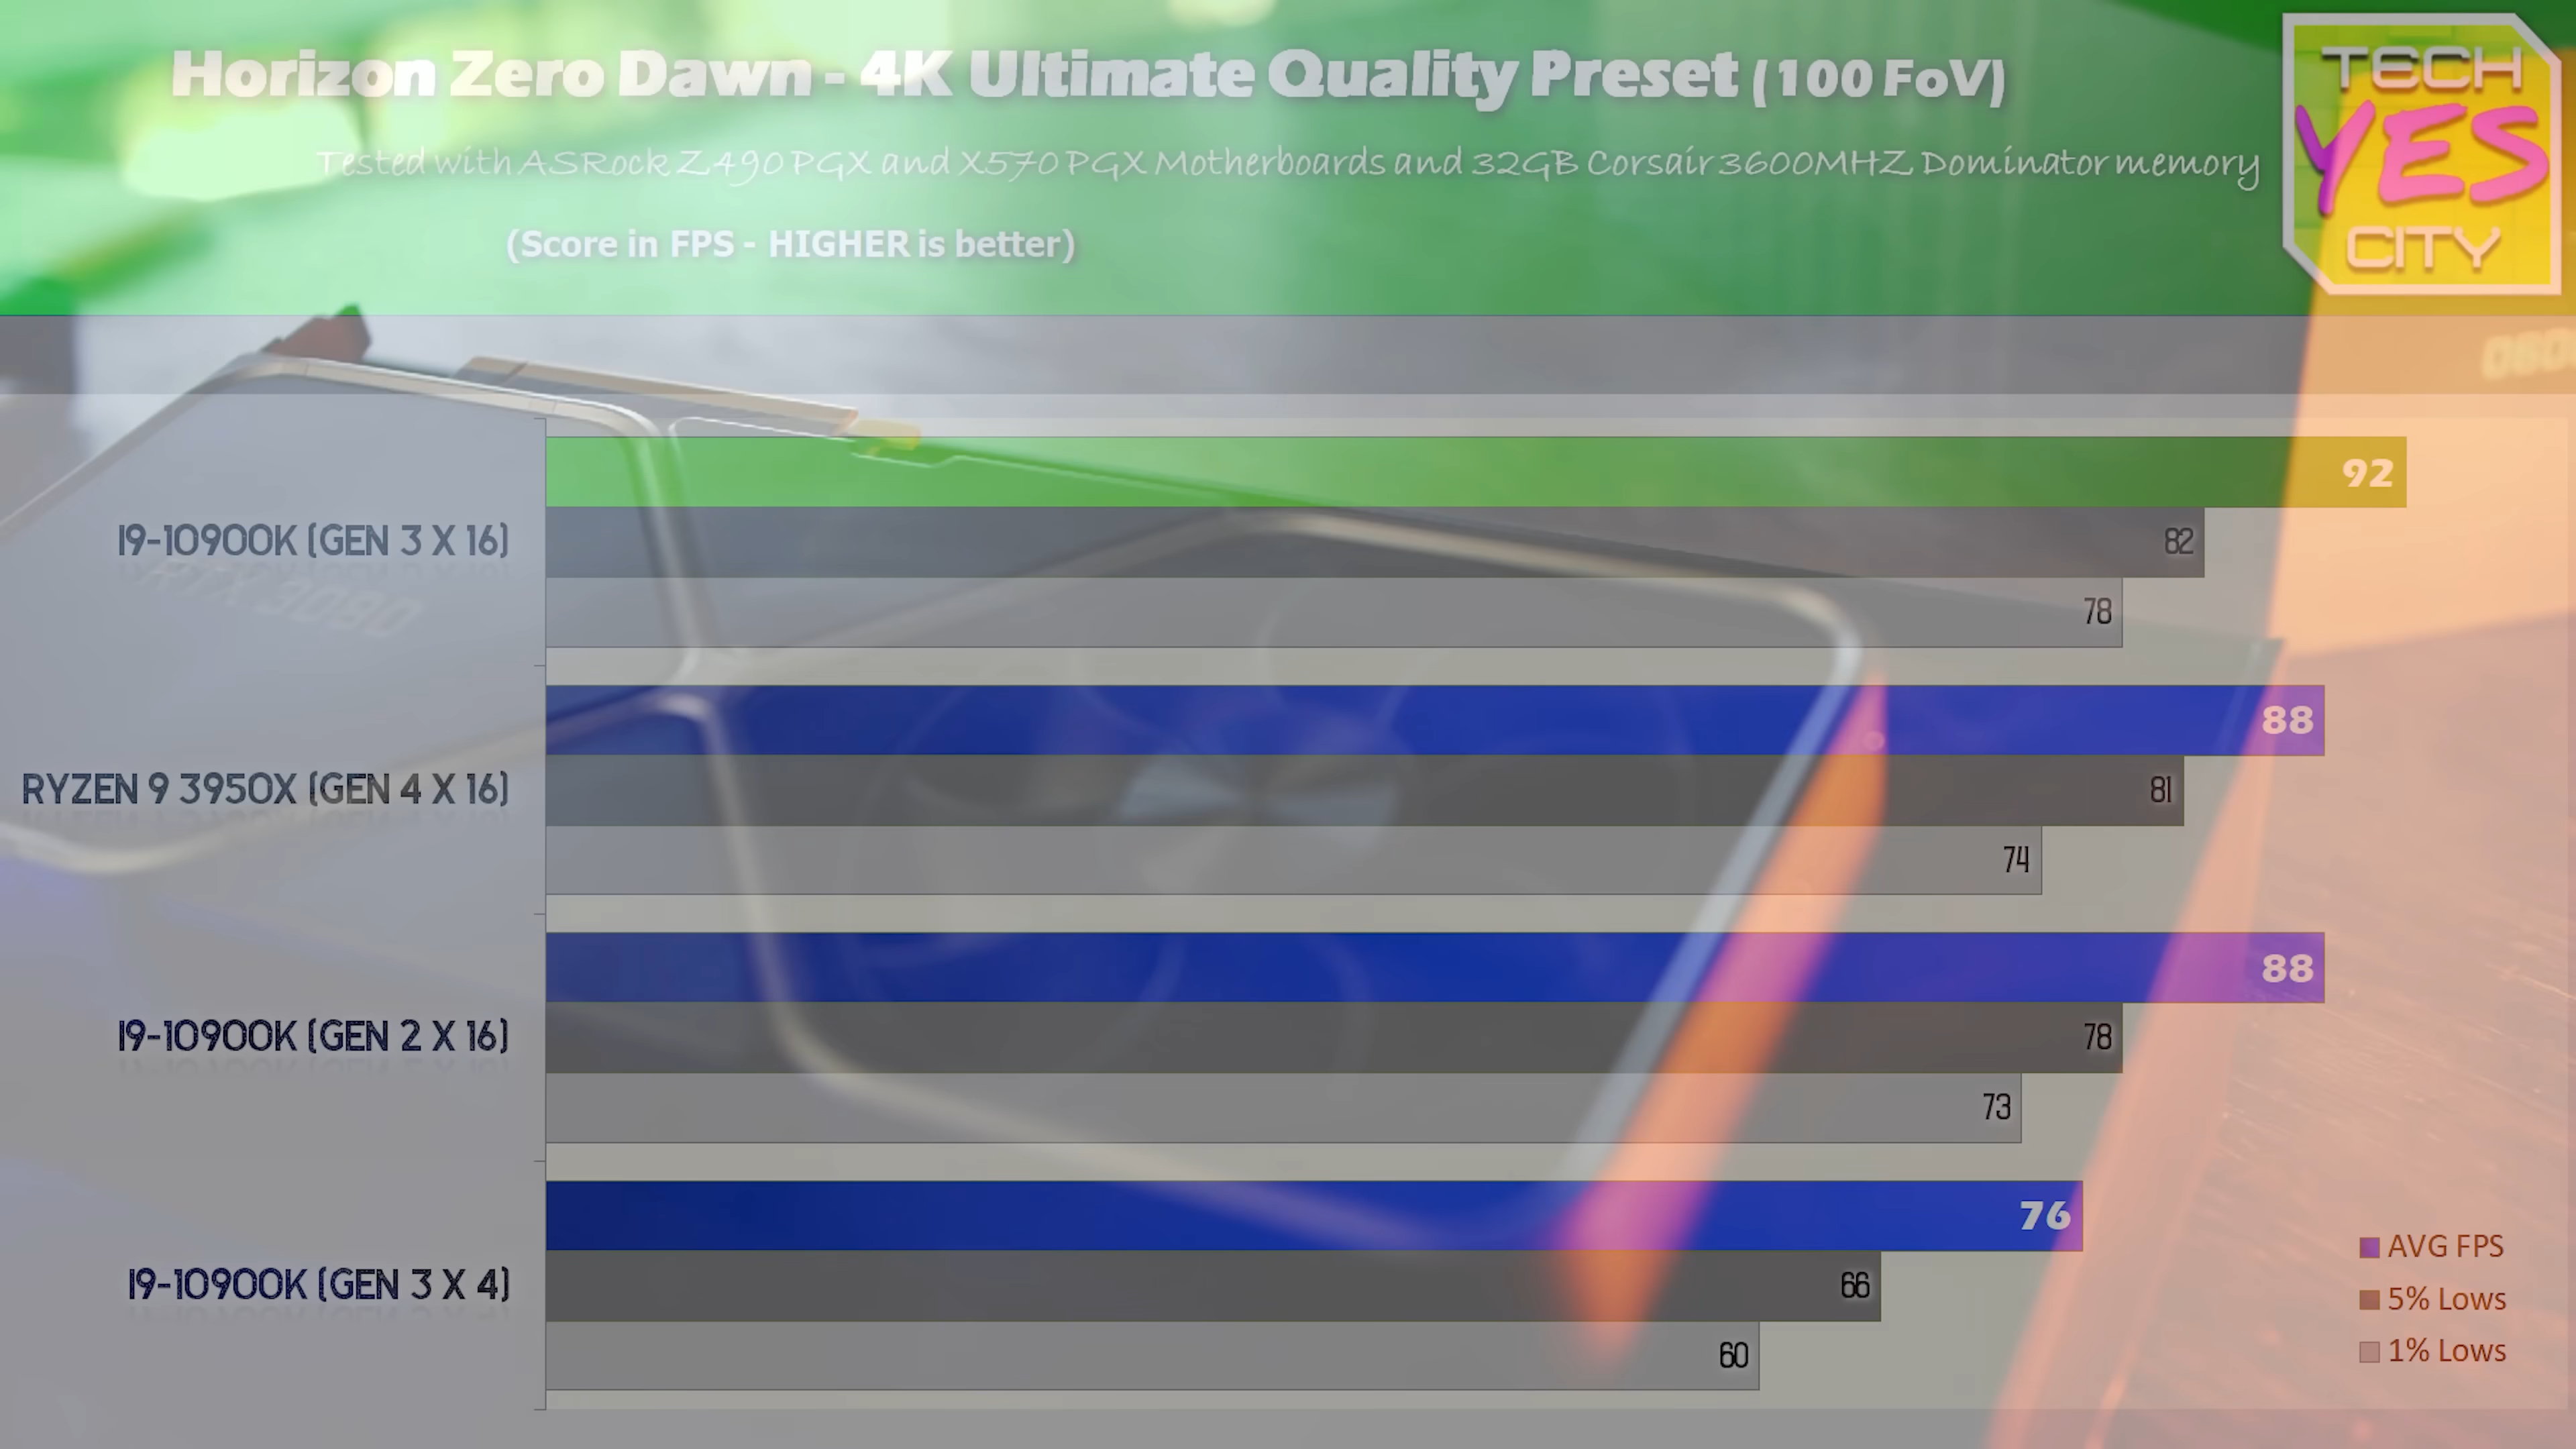 Horizon Zero Dawn - 4K Ultimate Quality Preset (100 FoV)
Tested with ASRock Z490 PGX and X570 PGX Motherboards and 32GB Corsair 3600MHZ Dominator memory
(Score in FPS - HIGHER is better)
TECH
YES
CITY
I9-10900K (GEN 3 X 16)
92
82
78
RTX 3080
RYZEN 9 3950X (GEN 4 X 16)
88
81
74
I9-10900K (GEN 2 X 16)
88
78
73
I9-10900K (GEN 3 X 4)
76
66
60
AVG FPS
5% Lows
1% Lows